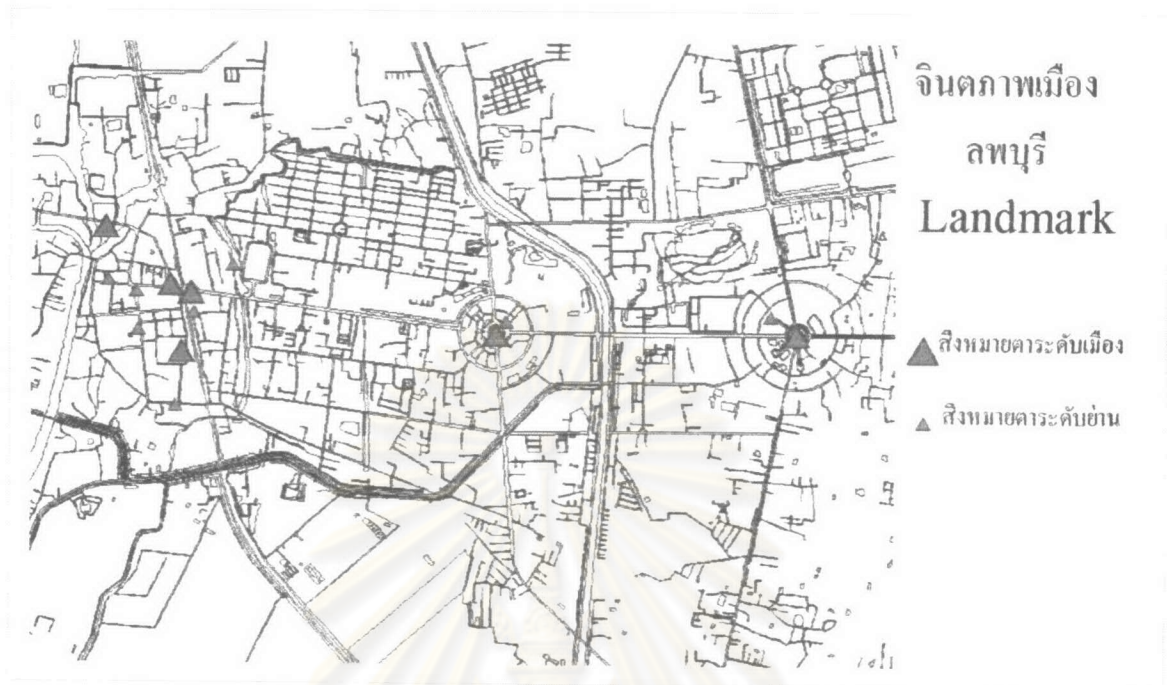 จินตภาพเมือง
ลพบุรี
Landmark
สิ่งหมายตาระดับเมือง
สิ่งหมายตาระดับย่าน